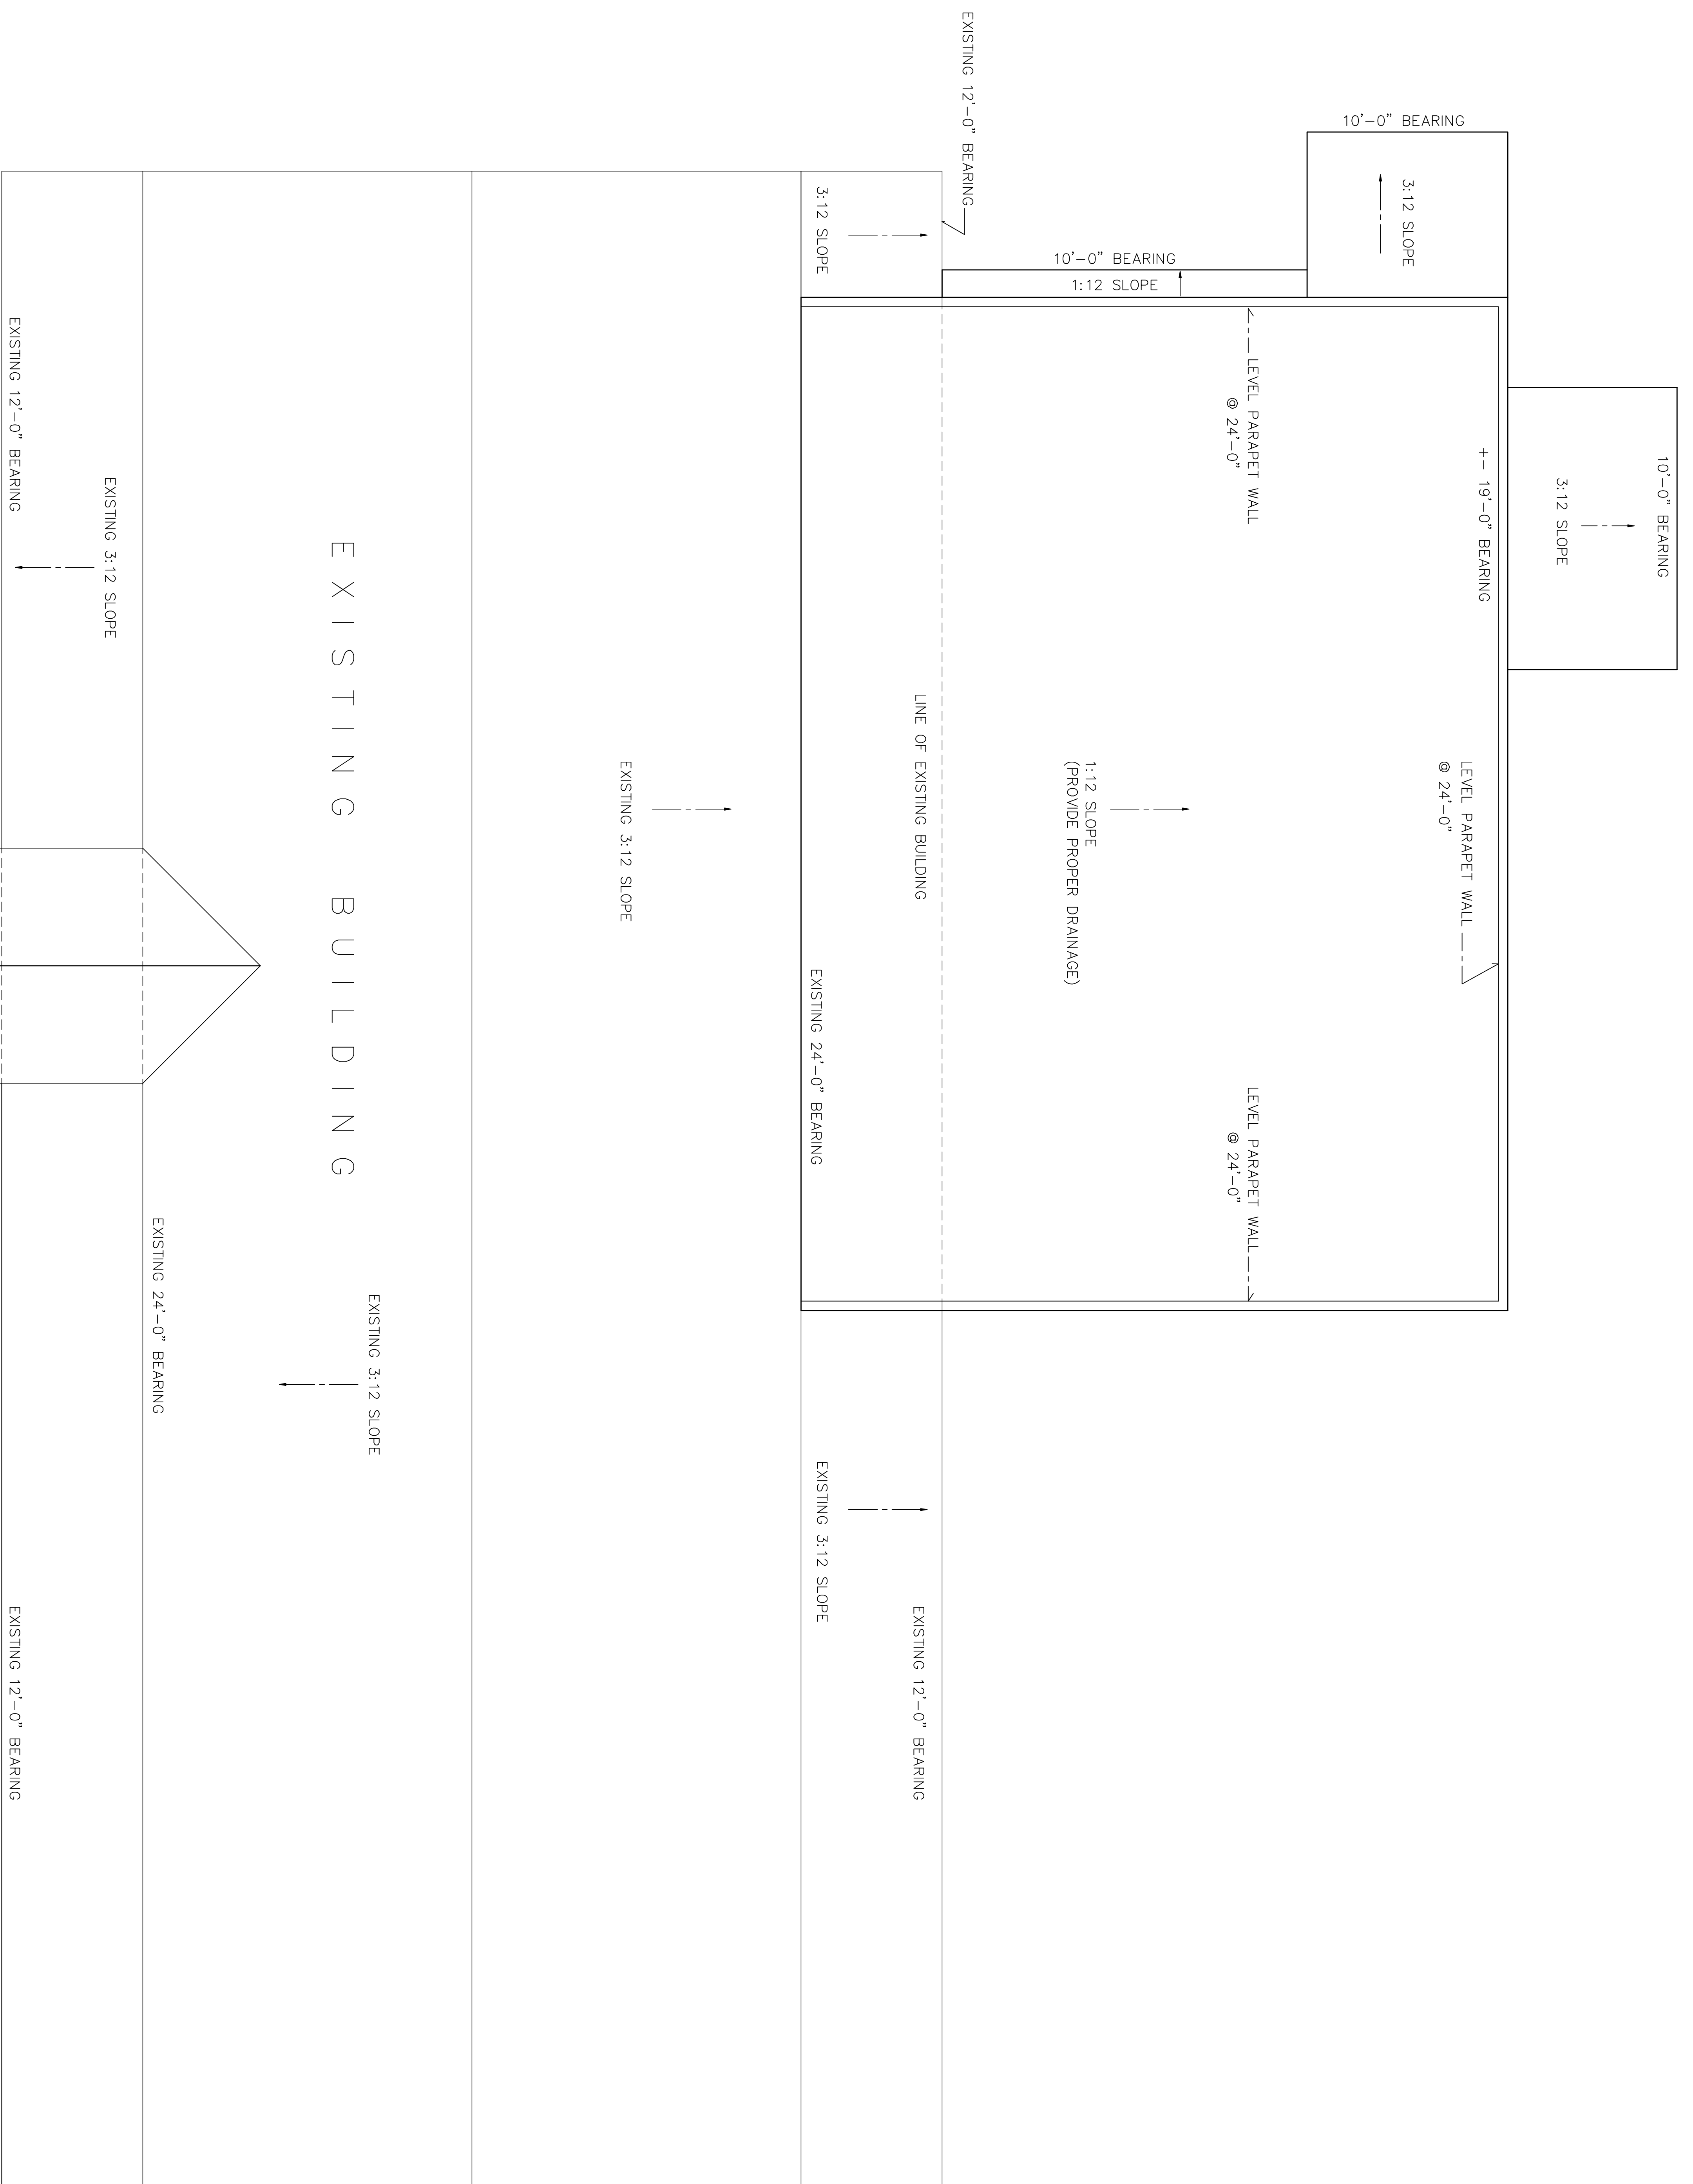 10'-0" BEARING
3:12 SLOPE
+- 19'-0" BEARING
LEVEL PARAPET WALL
@ 24'-0"
10'-0" BEARING
3:12 SLOPE
LEVEL PARAPET WALL
@ 24'-0"
LEVEL PARAPET WALL
@ 24'-0"
10'-0" BEARING
1:12 SLOPE
1:12 SLOPE
(PROVIDE PROPER DRAINAGE)
EXISTING 12'-0" BEARING
LINE OF EXISTING BUILDING
EXISTING 12'-0" BEARING
3:12 SLOPE
EXISTING 24'-0" BEARING
EXISTING 3:12 SLOPE
EXISTING 3:12 SLOPE
EXISTING 3:12 SLOPE
EXISTING BUILDING
EXISTING 24'-0" BEARING
EXISTING 3:12 SLOPE
EXISTING 12'-0" BEARING
EXISTING 12'-0" BEARING